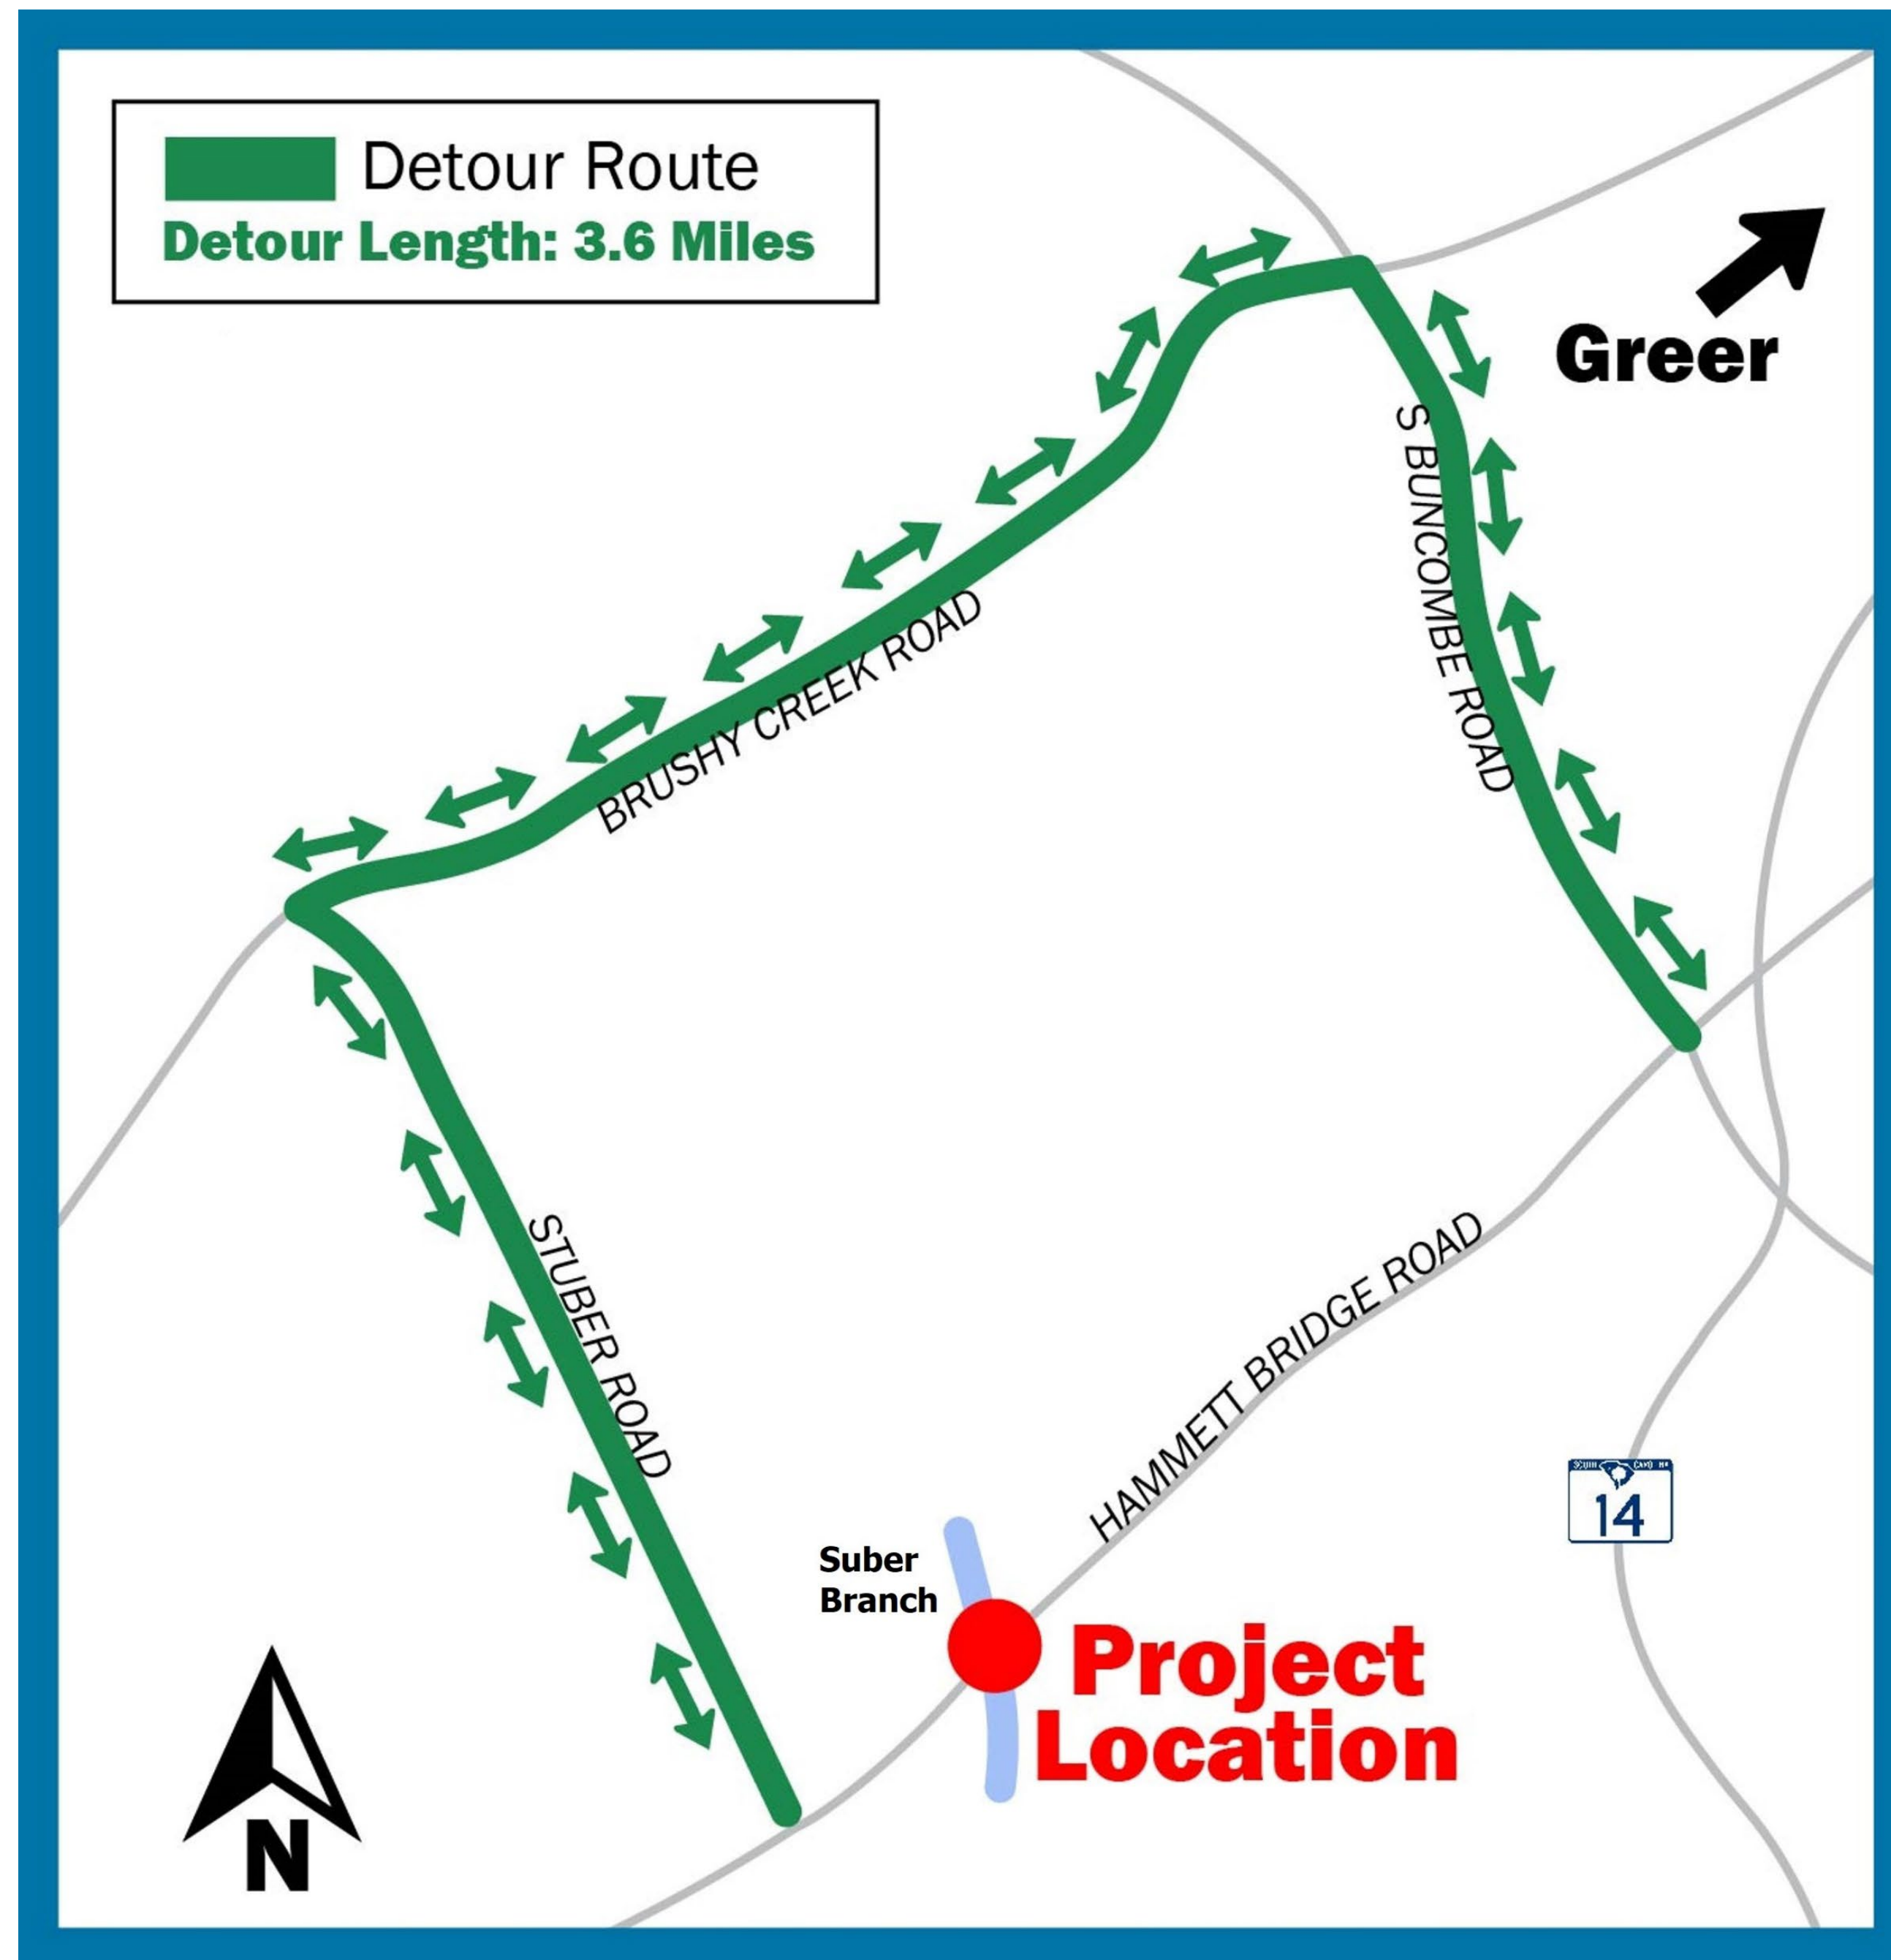 Detour Route
Detour Length: 3.6 Miles
Greer
S BUNCOMBE ROAD
BRUSHY CREEK ROAD
STUBER ROAD
HAMMETT BRIDGE ROAD
14
Suber
Branch
Project
Location
N